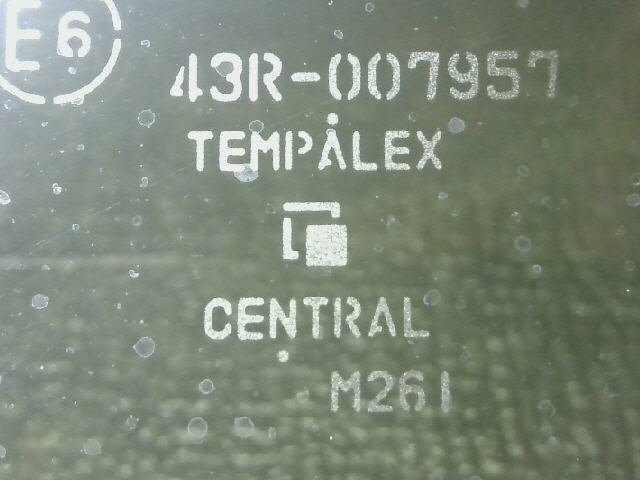 E6
43R-007957
TEMPÅLEX
CENTRAL
M261